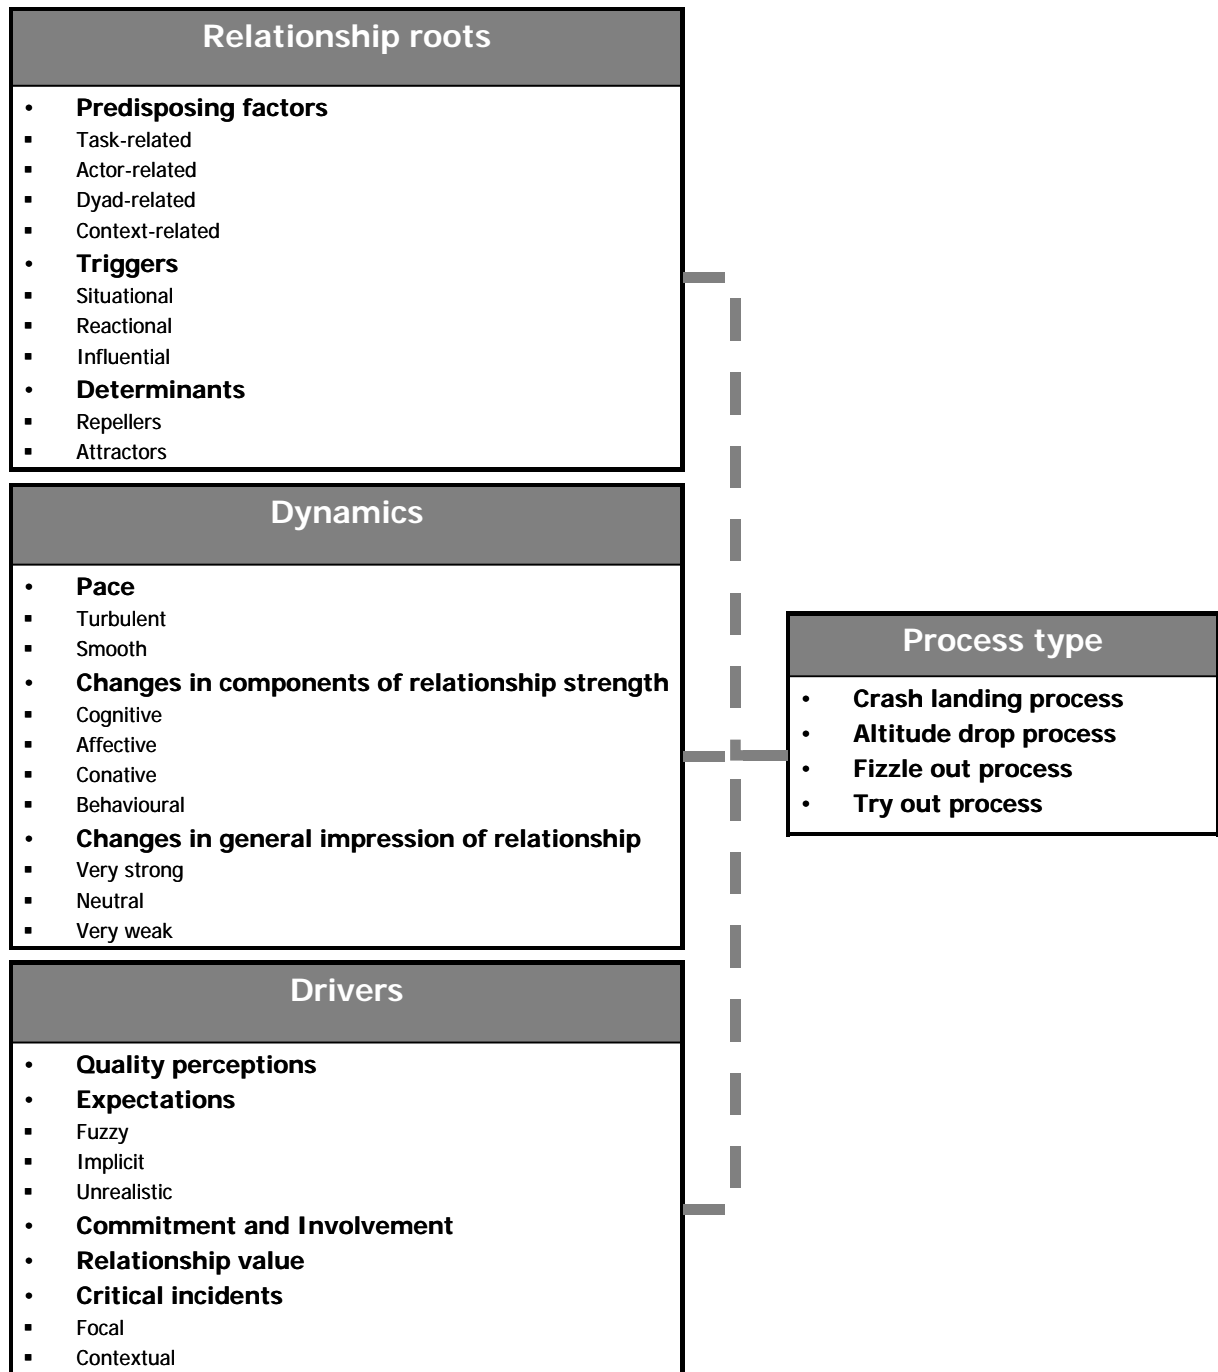 Relationship roots
• Predisposing factors
▪ Task-related
▪ Actor-related
▪ Dyad-related
▪ Context-related
• Triggers
▪ Situational
▪ Reactional
▪ Influential
• Determinants
▪ Repellers
▪ Attractors
Dynamics
• Pace
▪ Turbulent
▪ Smooth
• Changes in components of relationship strength
▪ Cognitive
▪ Affective
▪ Conative
▪ Behavioural
• Changes in general impression of relationship
▪ Very strong
▪ Neutral
▪ Very weak
Drivers
• Quality perceptions
• Expectations
▪ Fuzzy
▪ Implicit
▪ Unrealistic
• Commitment and Involvement
• Relationship value
• Critical incidents
▪ Focal
▪ Contextual
Process type
• Crash landing process
• Altitude drop process
• Fizzle out process
• Try out process